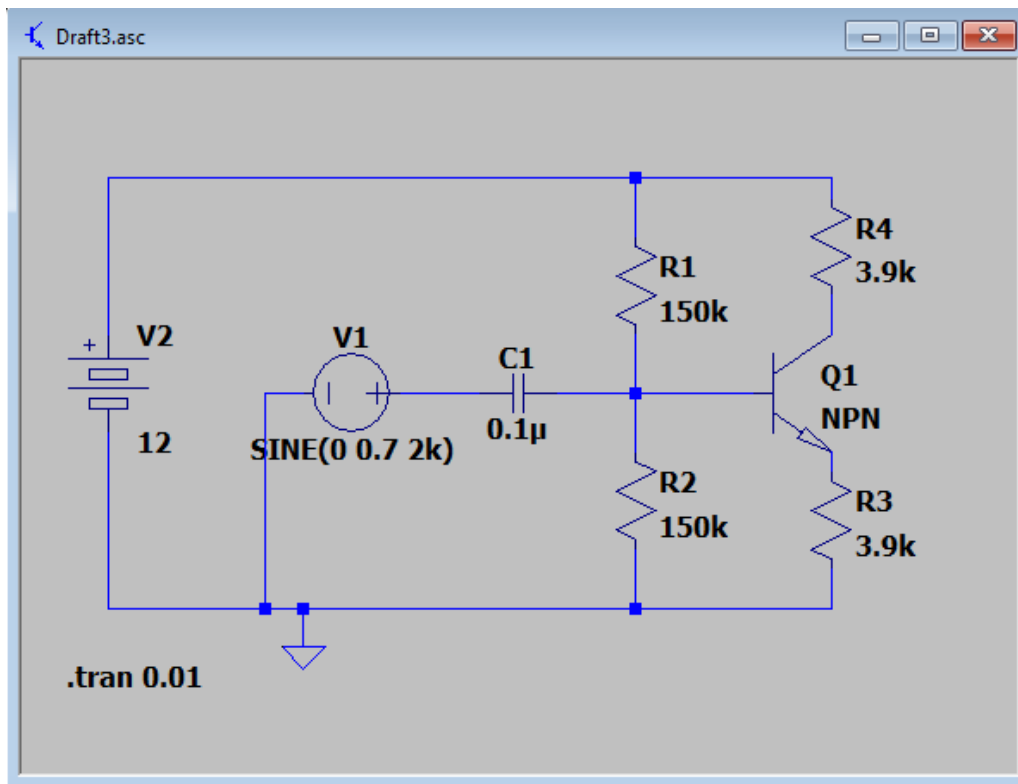 Draft3.asc
R4
3.9k
R1
150k
V2
12
V1
SINE(0 0.7 2k)
C1
0.1µ
Q1
NPN
R2
150k
R3
3.9k
.tran 0.01